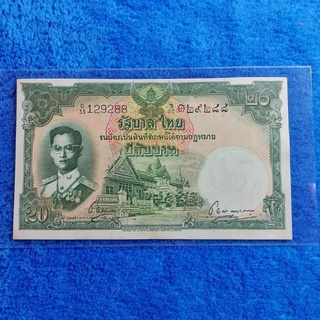 G/33 129288 ๑๒๙๒๘๘ ๒๐
รัฐบาลไทย
ธนบัตรเป็นเงินที่ชำระหนี้ได้ตามกฎหมาย
ยี่สิบบาท
20